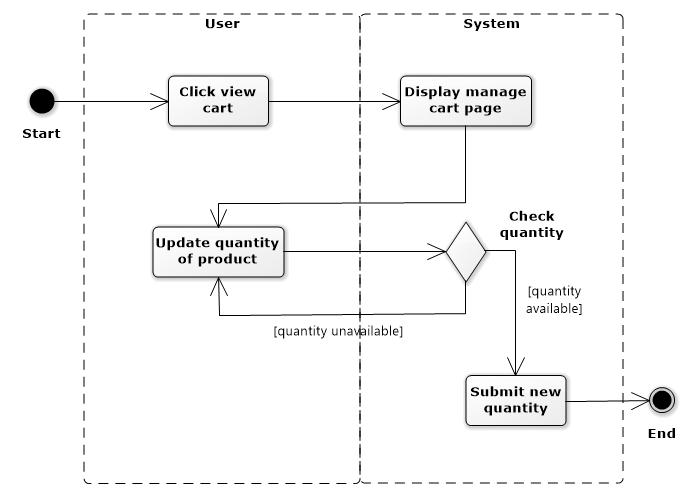 User
System
Click view
cart
Display manage
cart page
Start
Check
quantity
Update quantity
of product
[quantity
available]
[quantity unavailable]
Submit new
quantity
End